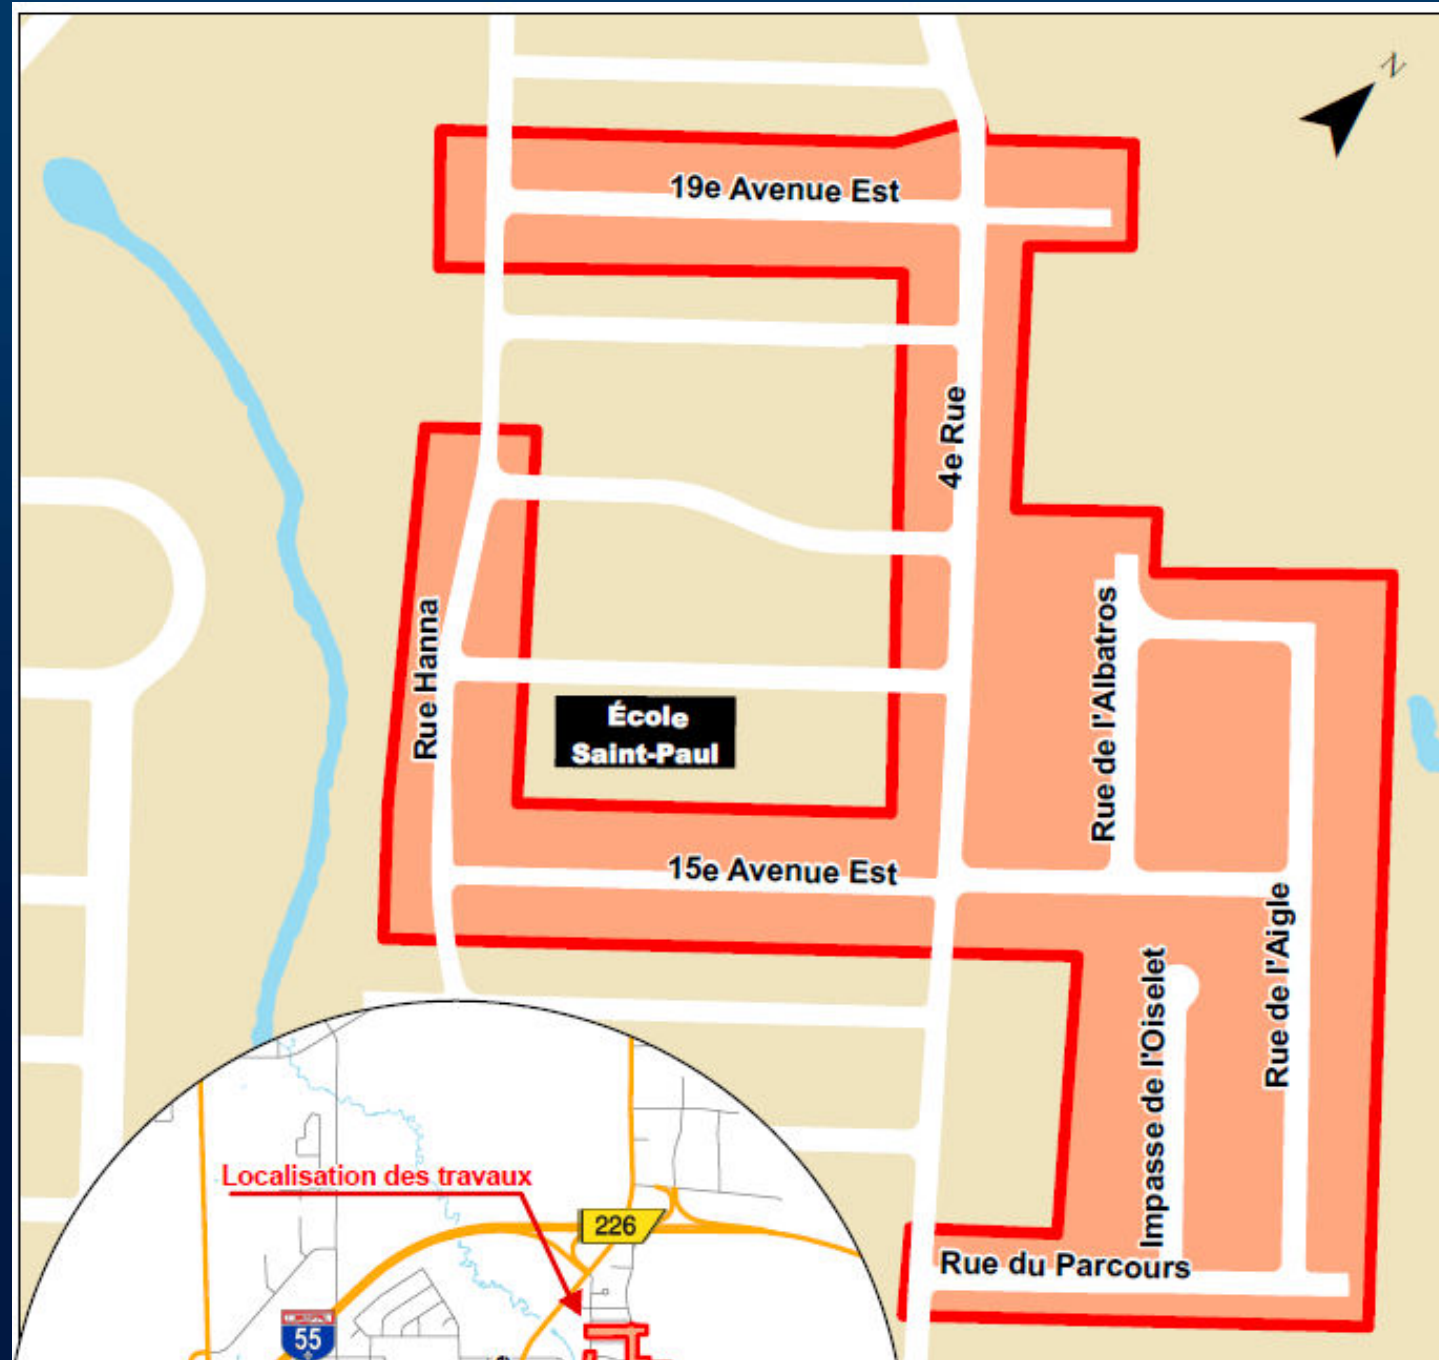 N
19e Avenue Est
4e Rue
Rue Hanna
École
Saint-Paul
Rue de l'Albatros
15e Avenue Est
Rue de l'Aigle
Impasse de l'Oiselet
Localisation des travaux
226
Rue du Parcours
55